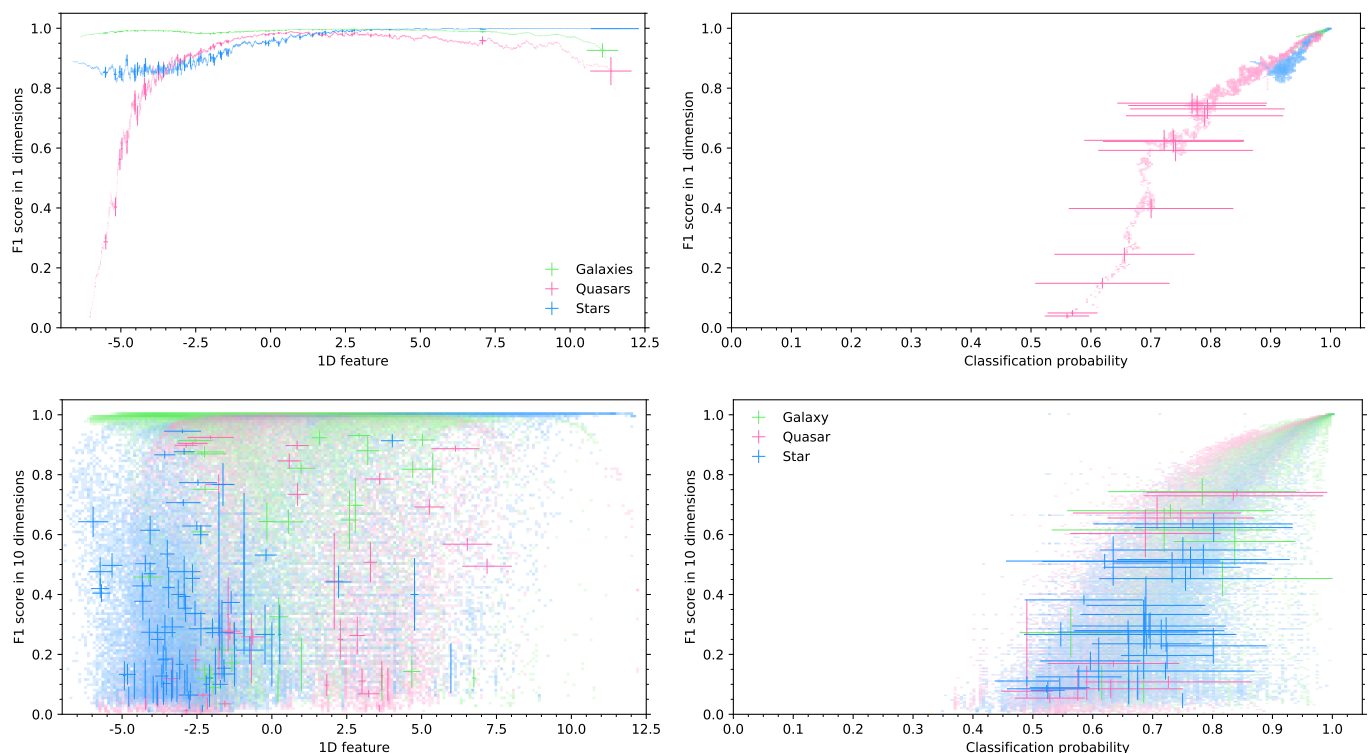 F1 score in 1 dimensions
1.0
0.8
0.6
0.4
0.2
0.0
Galaxies
Quasars
Stars
-5.0 -2.5 0.0 2.5 5.0 7.5 10.0 12.5
1D feature
F1 score in 1 dimension
1.0
0.8
0.6
0.4
0.2
0.0
0.0 0.1 0.2 0.3 0.4 0.5 0.6 0.7 0.8 0.9 1.0
Classification probability
F1 score in 10 dimensions
1.0
0.8
0.6
0.4
0.2
0.0
-5.0 -2.5 0.0 2.5 5.0 7.5 10.0 12.5
1D feature
F1 score in 10 dimensions
1.0
0.8
0.6
0.4
0.2
0.0
Galaxy
Quasar
Star
0.0 0.1 0.2 0.3 0.4 0.5 0.6 0.7 0.8 0.9 1.0
Classification probability